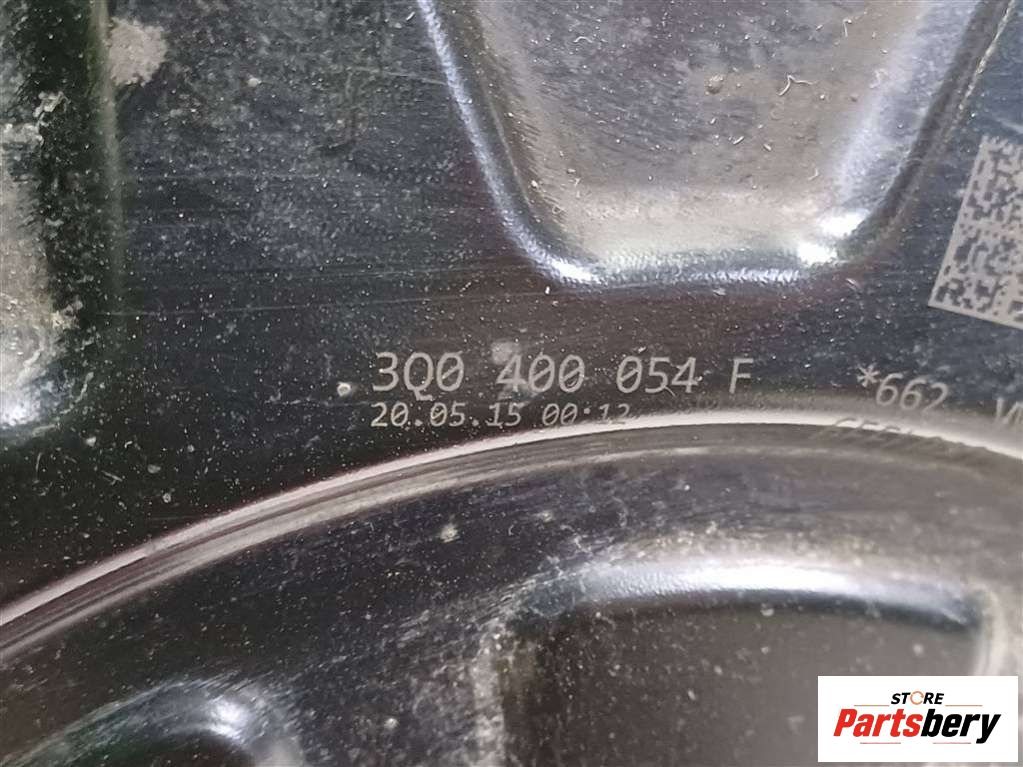 3Q0 400 054 F *662
20.05.15 00:12
STORE
Partsbery